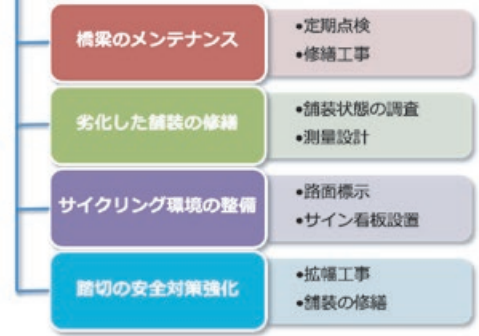 橋梁のメンテナンス
•定期点検
•修繕工事
劣化した舗装の修繕
•舗装状態の調査
•測量設計
サイクリング環境の整備
•路面標示
•サイン看板設置
踏切の安全対策強化
•拡幅工事
•舗装の修繕